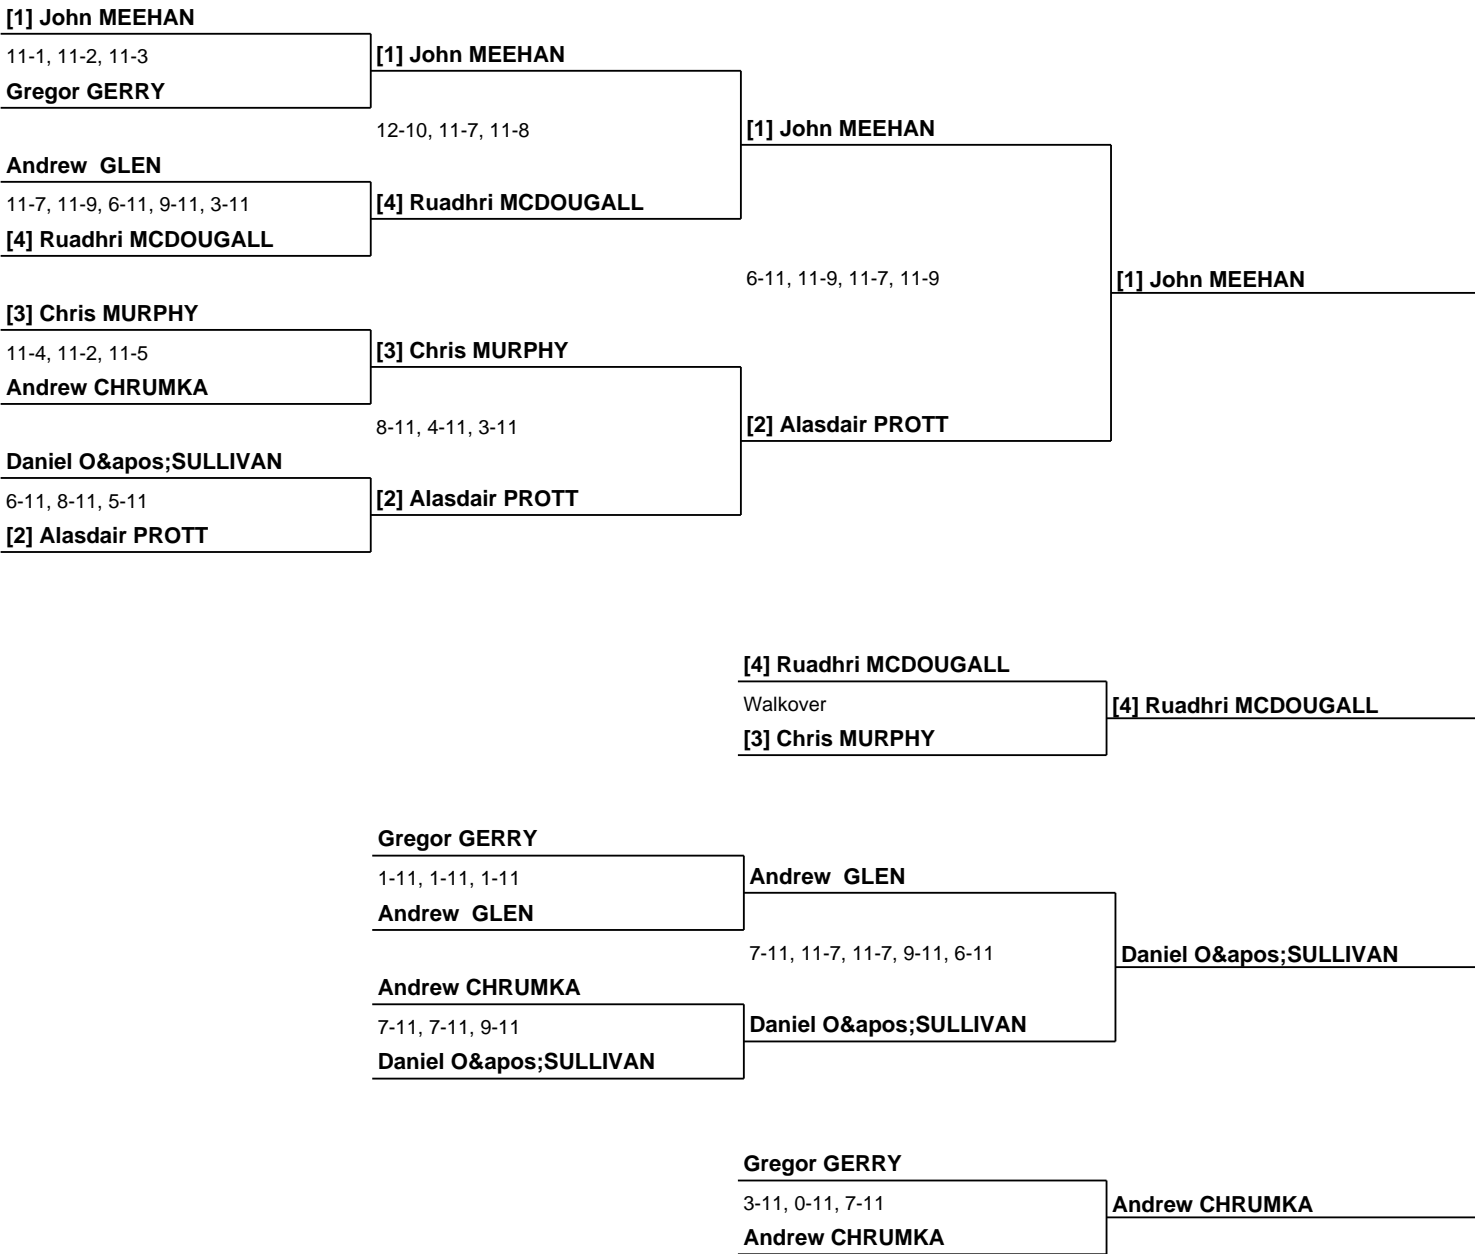 [1] John MEEHAN
11-1, 11-2, 11-3
[1] John MEEHAN
Gregor GERRY
12-10, 11-7, 11-8
[1] John MEEHAN
Andrew  GLEN
11-7, 11-9, 6-11, 9-11, 3-11
[4] Ruadhri MCDOUGALL
[4] Ruadhri MCDOUGALL
6-11, 11-9, 11-7, 11-9
[1] John MEEHAN
[3] Chris MURPHY
11-4, 11-2, 11-5
[3] Chris MURPHY
Andrew CHRUMKA
8-11, 4-11, 3-11
[2] Alasdair PROTT
Daniel O&apos;SULLIVAN
6-11, 8-11, 5-11
[2] Alasdair PROTT
[2] Alasdair PROTT
[4] Ruadhri MCDOUGALL
Walkover
[4] Ruadhri MCDOUGALL
[3] Chris MURPHY
Gregor GERRY
1-11, 1-11, 1-11
Andrew  GLEN
Andrew  GLEN
7-11, 11-7, 11-7, 9-11, 6-11
Daniel O&apos;SULLIVAN
Andrew CHRUMKA
7-11, 7-11, 9-11
Daniel O&apos;SULLIVAN
Daniel O&apos;SULLIVAN
Gregor GERRY
3-11, 0-11, 7-11
Andrew CHRUMKA
Andrew CHRUMKA